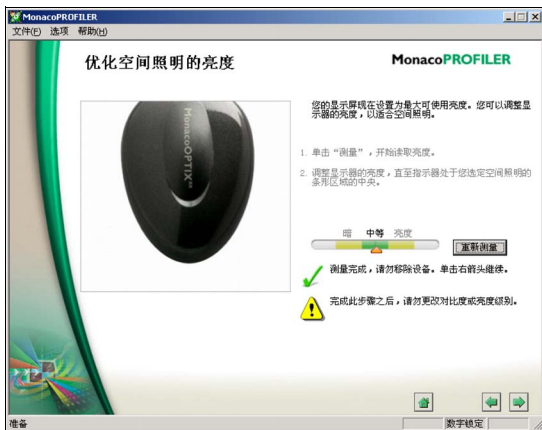 MonacoPROFILER
文件(F) 选项 帮助(H)
优化空间照明的亮度
MonacoPROFILER
您的显示屏现在设置为最大可使用亮度。您可以调整显
示器的亮度，以适合空间照明。
1. 单击“测量”，开始读取亮度。
2. 调整显示器的亮度，直至指示器处于您选定空间照明的
条形区域的中央。
MonacoOPTIX
暗 中等 亮度
重新测量
测量完成，请勿移除设备。单击右箭头继续。
完成此步骤之后，请勿更改对比度或亮度级别。
准备
数字锁定